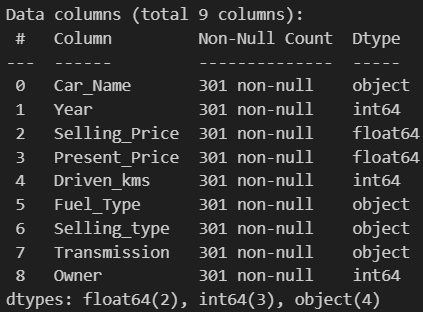 Data columns (total 9 columns):
 #   Column         Non-Null Count  Dtype
---  ------         --------------  -----
 0   Car_Name       301 non-null    object
 1   Year           301 non-null    int64
 2   Selling_Price  301 non-null    float64
 3   Present_Price  301 non-null    float64
 4   Driven_kms     301 non-null    int64
 5   Fuel_Type      301 non-null    object
 6   Selling_type   301 non-null    object
 7   Transmission   301 non-null    object
 8   Owner          301 non-null    int64
dtypes: float64(2), int64(3), object(4)